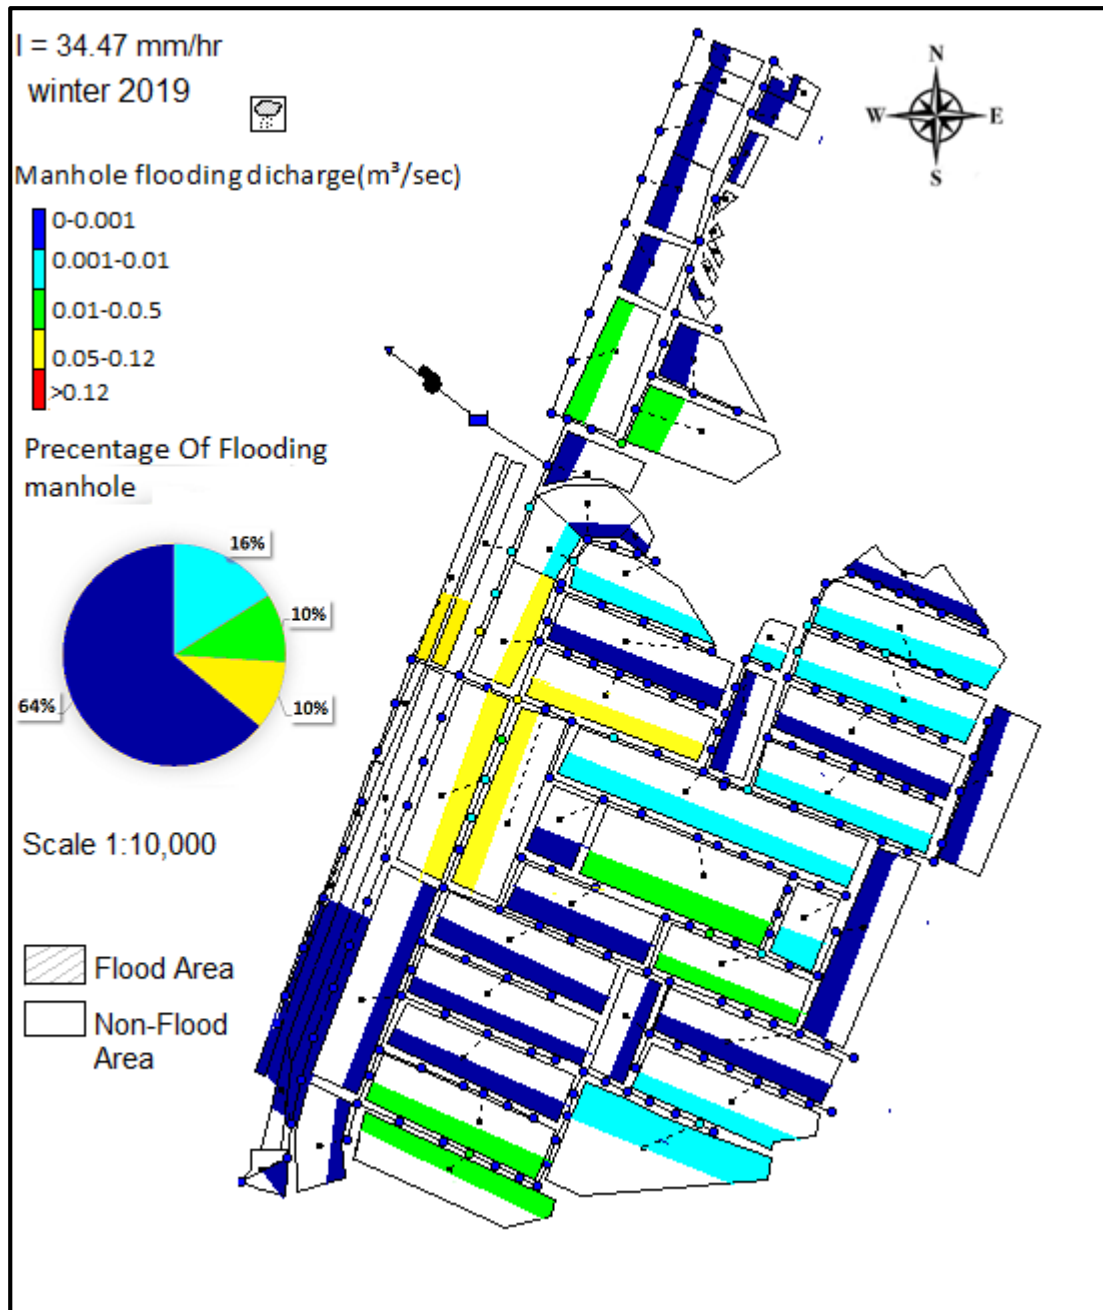 I = 34.47 mm/hr
winter 2019
Manhole flooding dicharge(m³/sec)
0-0.001
0.001-0.01
0.01-0.0.5
0.05-0.12
>0.12
Precentage Of Flooding
manhole
16%
10%
10%
64%
Scale 1:10,000
Flood Area
Non-Flood
Area
N
W
E
S